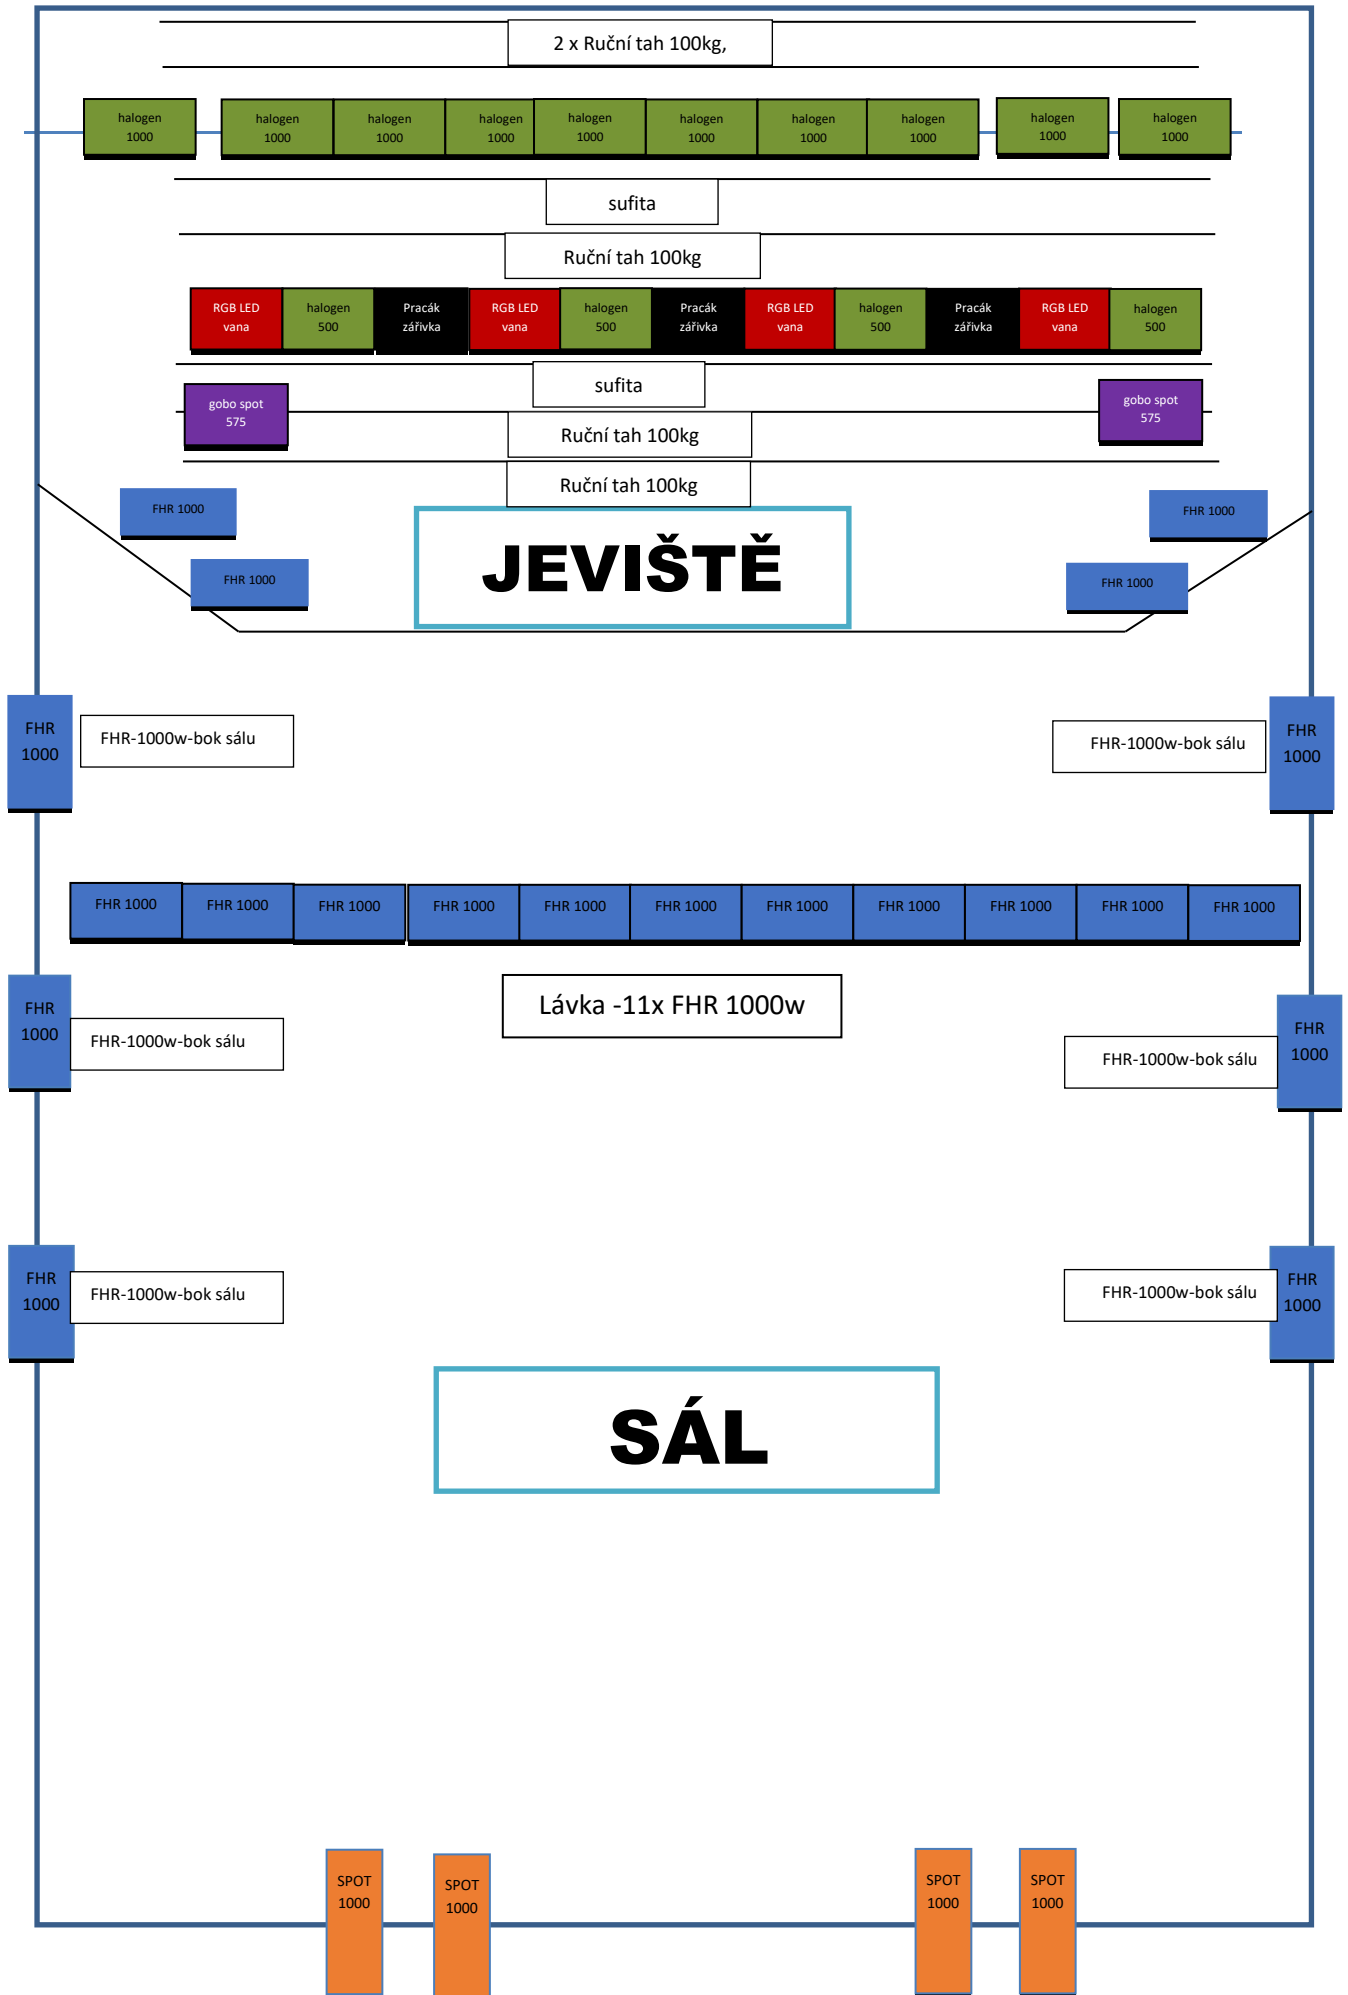 2 x Ruční tah 100kg,
halogen
1000
halogen
1000
halogen
1000
halogen
1000
halogen
1000
halogen
1000
halogen
1000
halogen
1000
halogen
1000
halogen
1000
sufita
Ruční tah 100kg
RGB LED
vana
halogen
500
Pracák
zářivka
RGB LED
vana
halogen
500
Pracák
zářivka
RGB LED
vana
halogen
500
Pracák
zářivka
RGB LED
vana
halogen
500
sufita
gobo spot
575
gobo spot
575
Ruční tah 100kg
Ruční tah 100kg
FHR 1000
FHR 1000
JEVIŠTĚ
FHR 1000
FHR 1000
FHR
1000
FHR-1000w-bok sálu
FHR-1000w-bok sálu
FHR
1000
FHR 1000
FHR 1000
FHR 1000
FHR 1000
FHR 1000
FHR 1000
FHR 1000
FHR 1000
FHR 1000
FHR 1000
FHR 1000
Lávka -11x FHR 1000w
FHR
1000
FHR-1000w-bok sálu
FHR-1000w-bok sálu
FHR
1000
FHR
1000
FHR-1000w-bok sálu
FHR-1000w-bok sálu
FHR
1000
SÁL
SPOT
1000
SPOT
1000
SPOT
1000
SPOT
1000